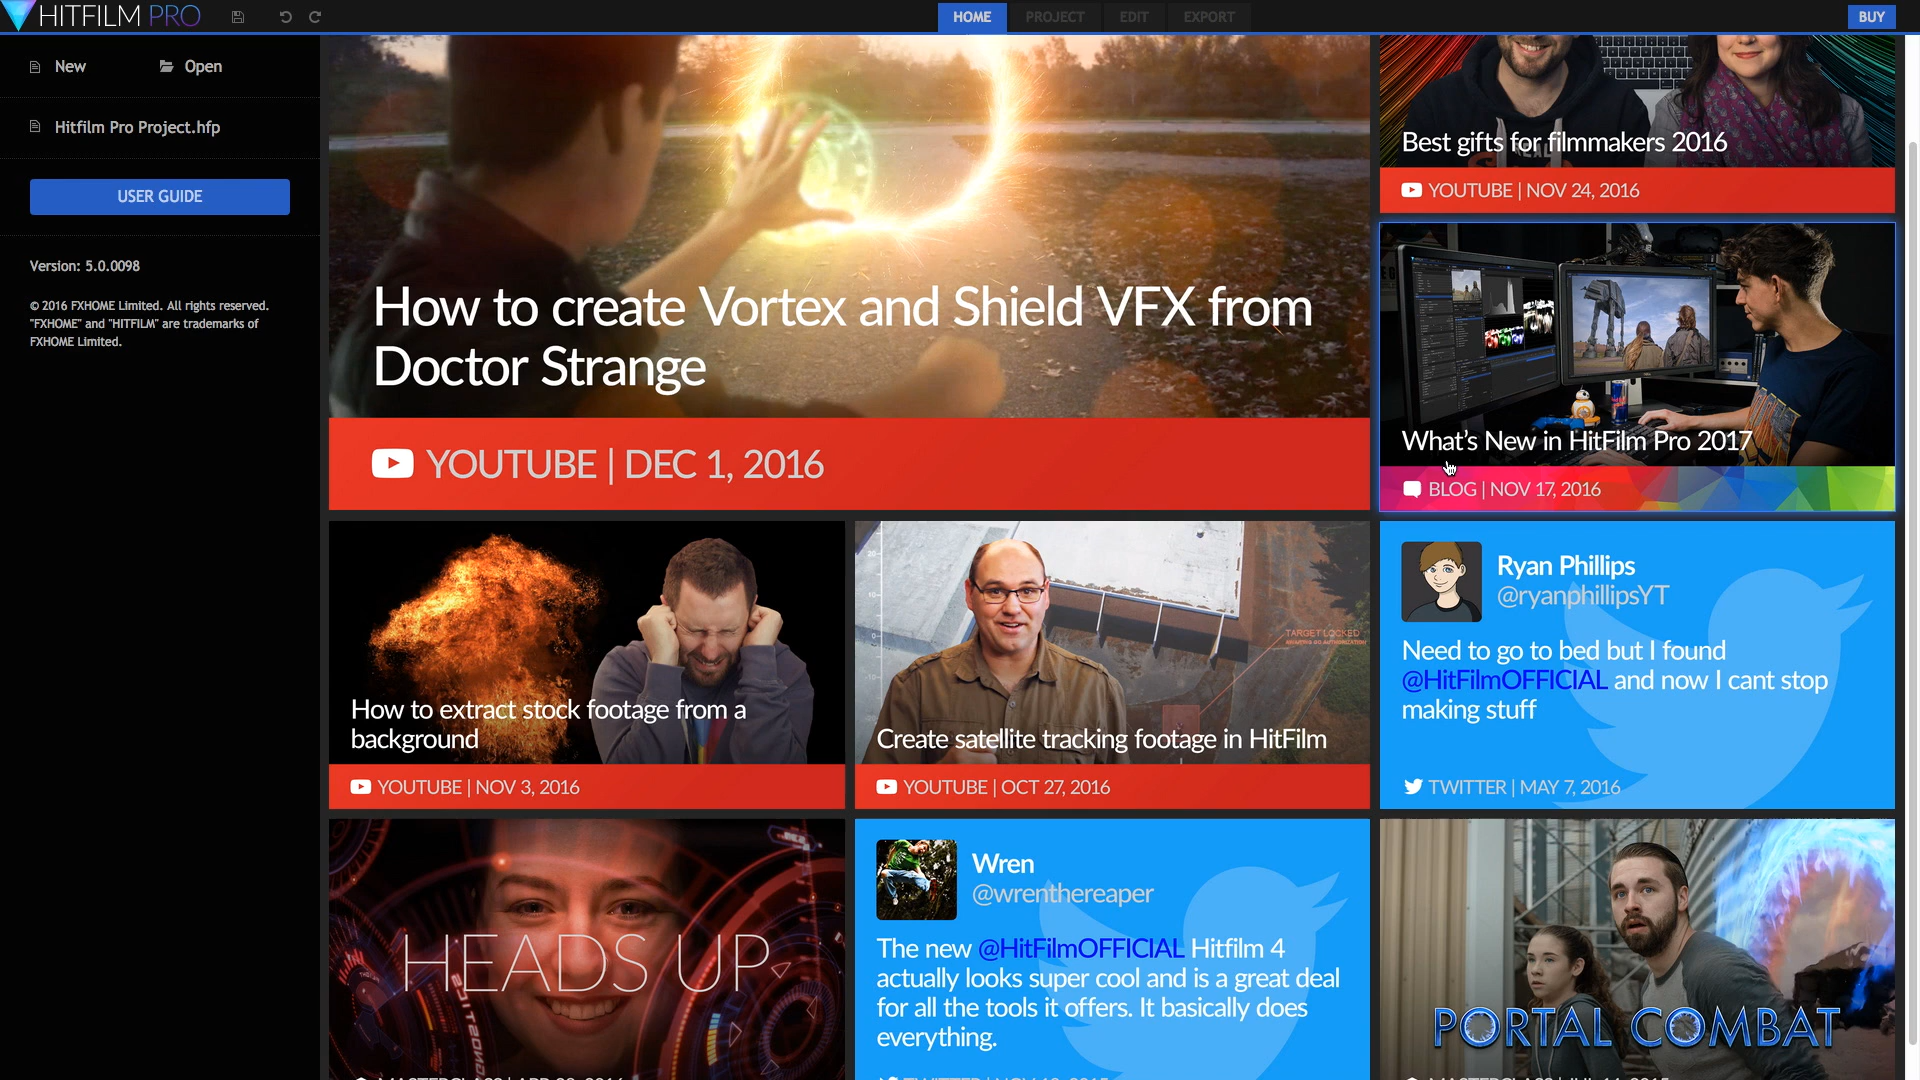 HITFILM PRO
HOME
PROJECT
EDIT
EXPORT
BUY
New
Open
Hitfilm Pro Project.hfp
USER GUIDE
Version: 5.0.0098
© 2016 FXHOME Limited. All rights reserved.
"FXHOME" and "HITFILM" are trademarks of
FXHOME Limited.
How to create Vortex and Shield VFX from
Doctor Strange
YOUTUBE | DEC 1, 2016
Best gifts for filmmakers 2016
YOUTUBE | NOV 24, 2016
What's New in HitFilm Pro 2017
BLOG | NOV 17, 2016
How to extract stock footage from a
background
YOUTUBE | NOV 3, 2016
TARGET LOCKED
Create satellite tracking footage in HitFilm
YOUTUBE | OCT 27, 2016
Ryan Phillips
@ryanphillipsYT
Need to go to bed but I found
@HitFilmOFFICIAL and now I cant stop
making stuff
TWITTER | MAY 7, 2016
HEADS UP
Wren
@wrenthereaper
The new @HitFilmOFFICIAL Hitfilm 4
actually looks super cool and is a great deal
for all the tools it offers. It basically does
everything.
PORTAL COMBAT